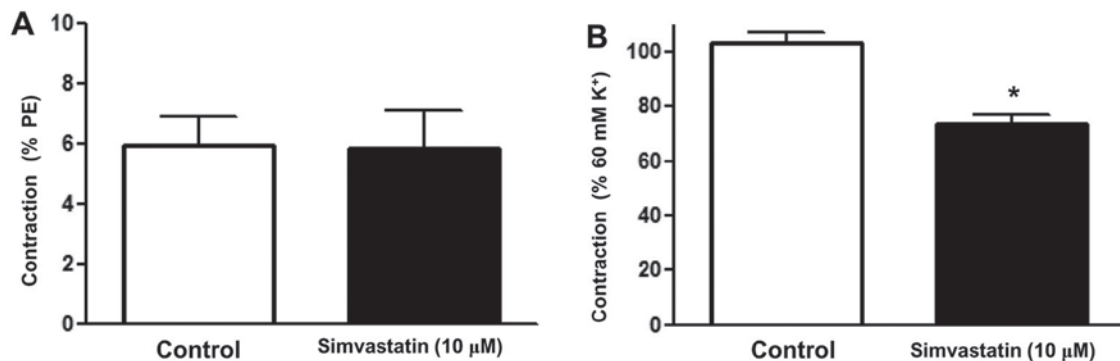 A
Contraction (% PE)
10
8
6
4
2
0
Control
Simvastatin (10 μM)
B
Contraction (% 60 mM K⁺)
100
80
60
40
20
0
*
Control
Simvastatin (10 μM)